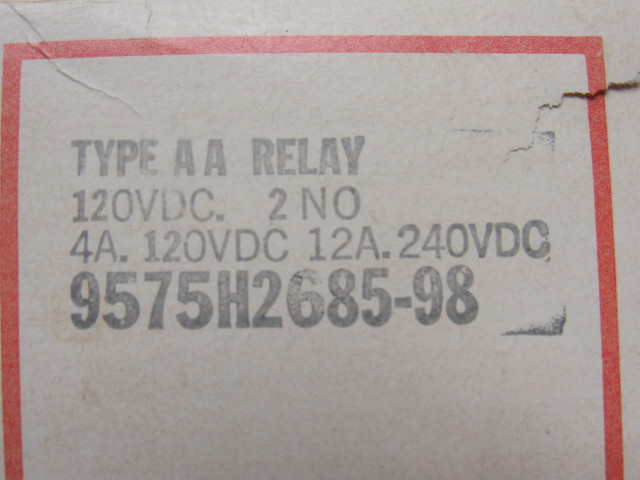 TYPE AA RELAY
120VDC. 2 NO
4A. 120VDC 12A. 240VDC
9575H2685-98